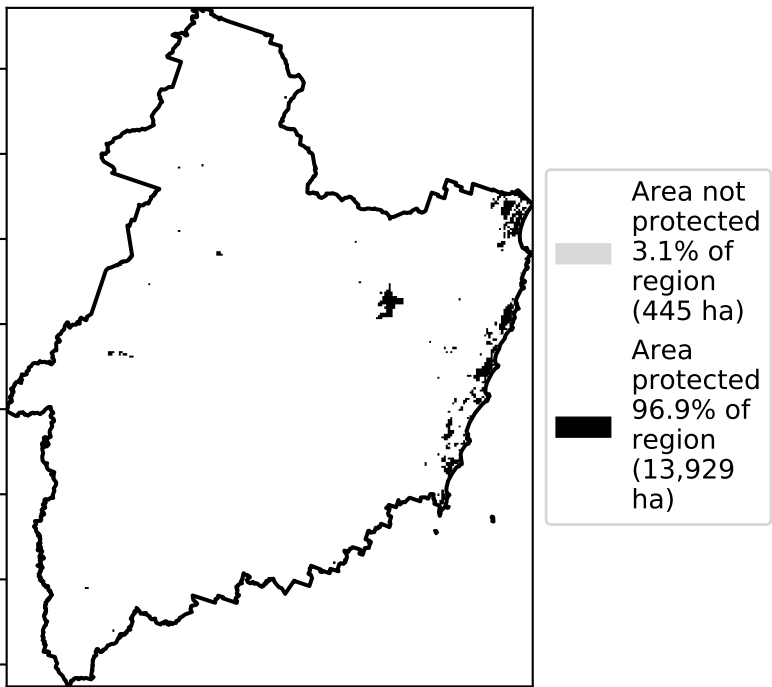 Area not
protected
3.1% of
region
(445 ha)
Area
protected
96.9% of
region
(13,929
ha)